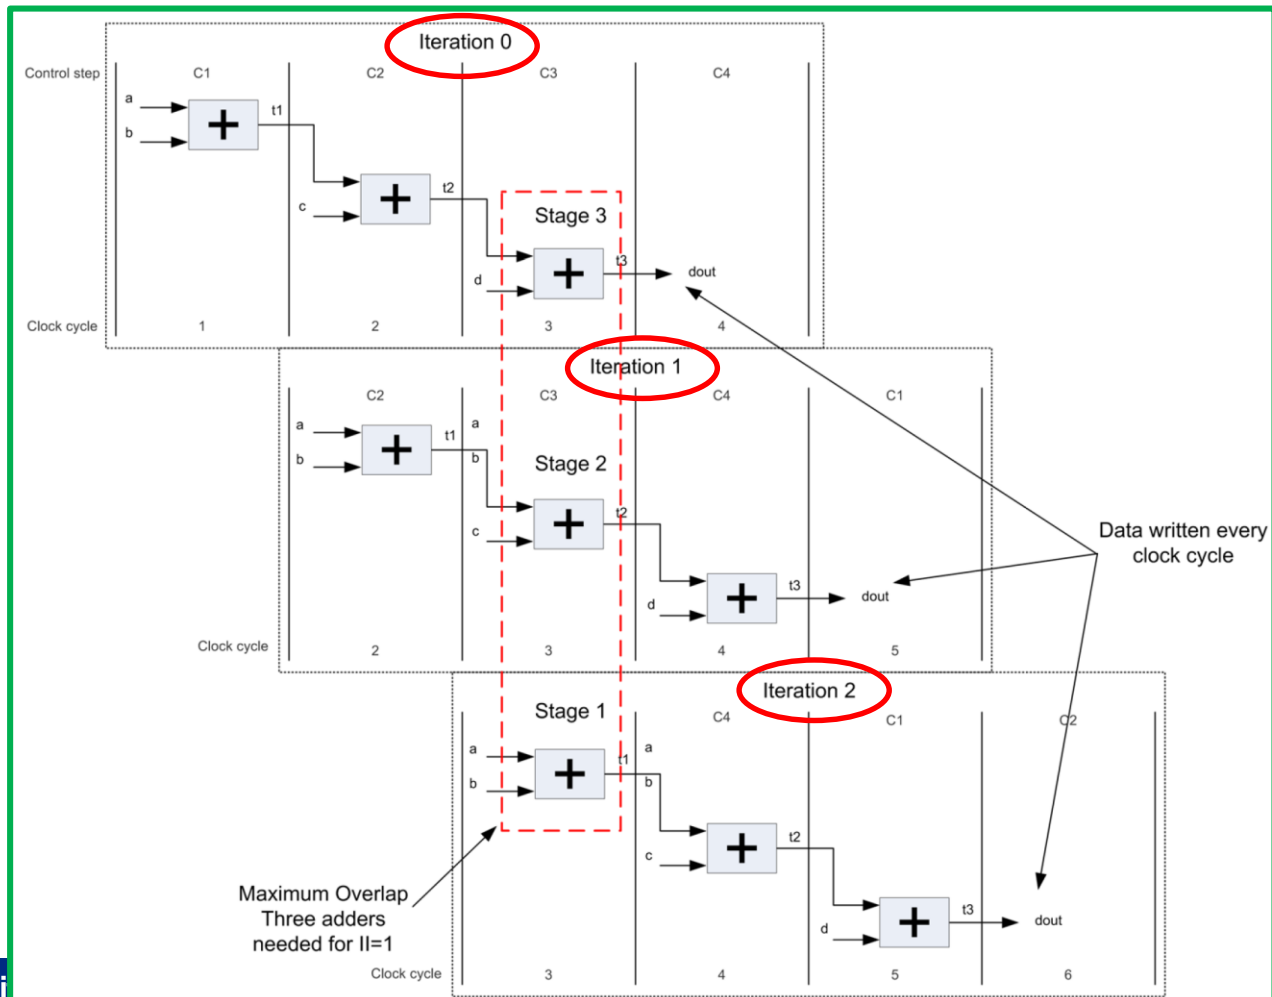 Iteration 0
Control step C1 C2 C3 C4
a
b
+
t1
c
+
t2
Stage 3
d
+
t3
dout
Clock cycle 1 2 3 4
Iteration 1
C2 C3 C4 C1
a
b
+
t1
a
b
Stage 2
c
+
t2
d
+
t3
dout
Data written every
clock cycle
Clock cycle 2 3 4 5
Iteration 2
Stage 1
C4 C1 C2
a
b
+
t1
a
b
c
+
t2
d
+
t3
dout
Maximum Overlap
Three adders
needed for II=1
Clock cycle 3 4 5 6